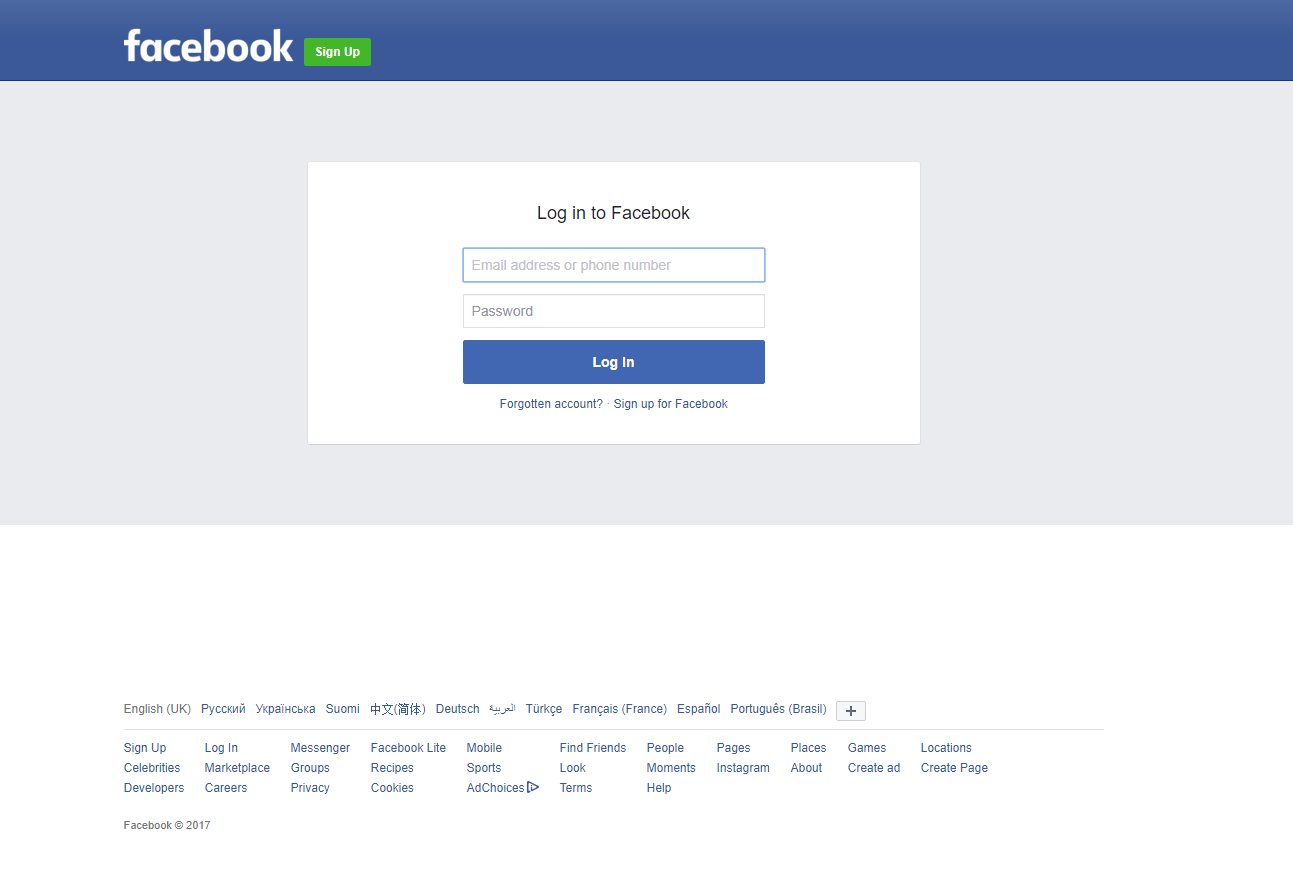 facebook Sign Up
Log in to Facebook
Email address or phone number
Password
Log In
Forgotten account? · Sign up for Facebook
English (UK) Русский Українська Suomi 中文(简体) Deutsch العربية Türkçe Français (France) Español Português (Brasil)
Sign Up Log In Messenger Facebook Lite Mobile Find Friends People Pages Places Games Locations
Celebrities Marketplace Groups Recipes Sports Look Moments Instagram About Create ad Create Page
Developers Careers Privacy Cookies AdChoices Terms Help
Facebook © 2017